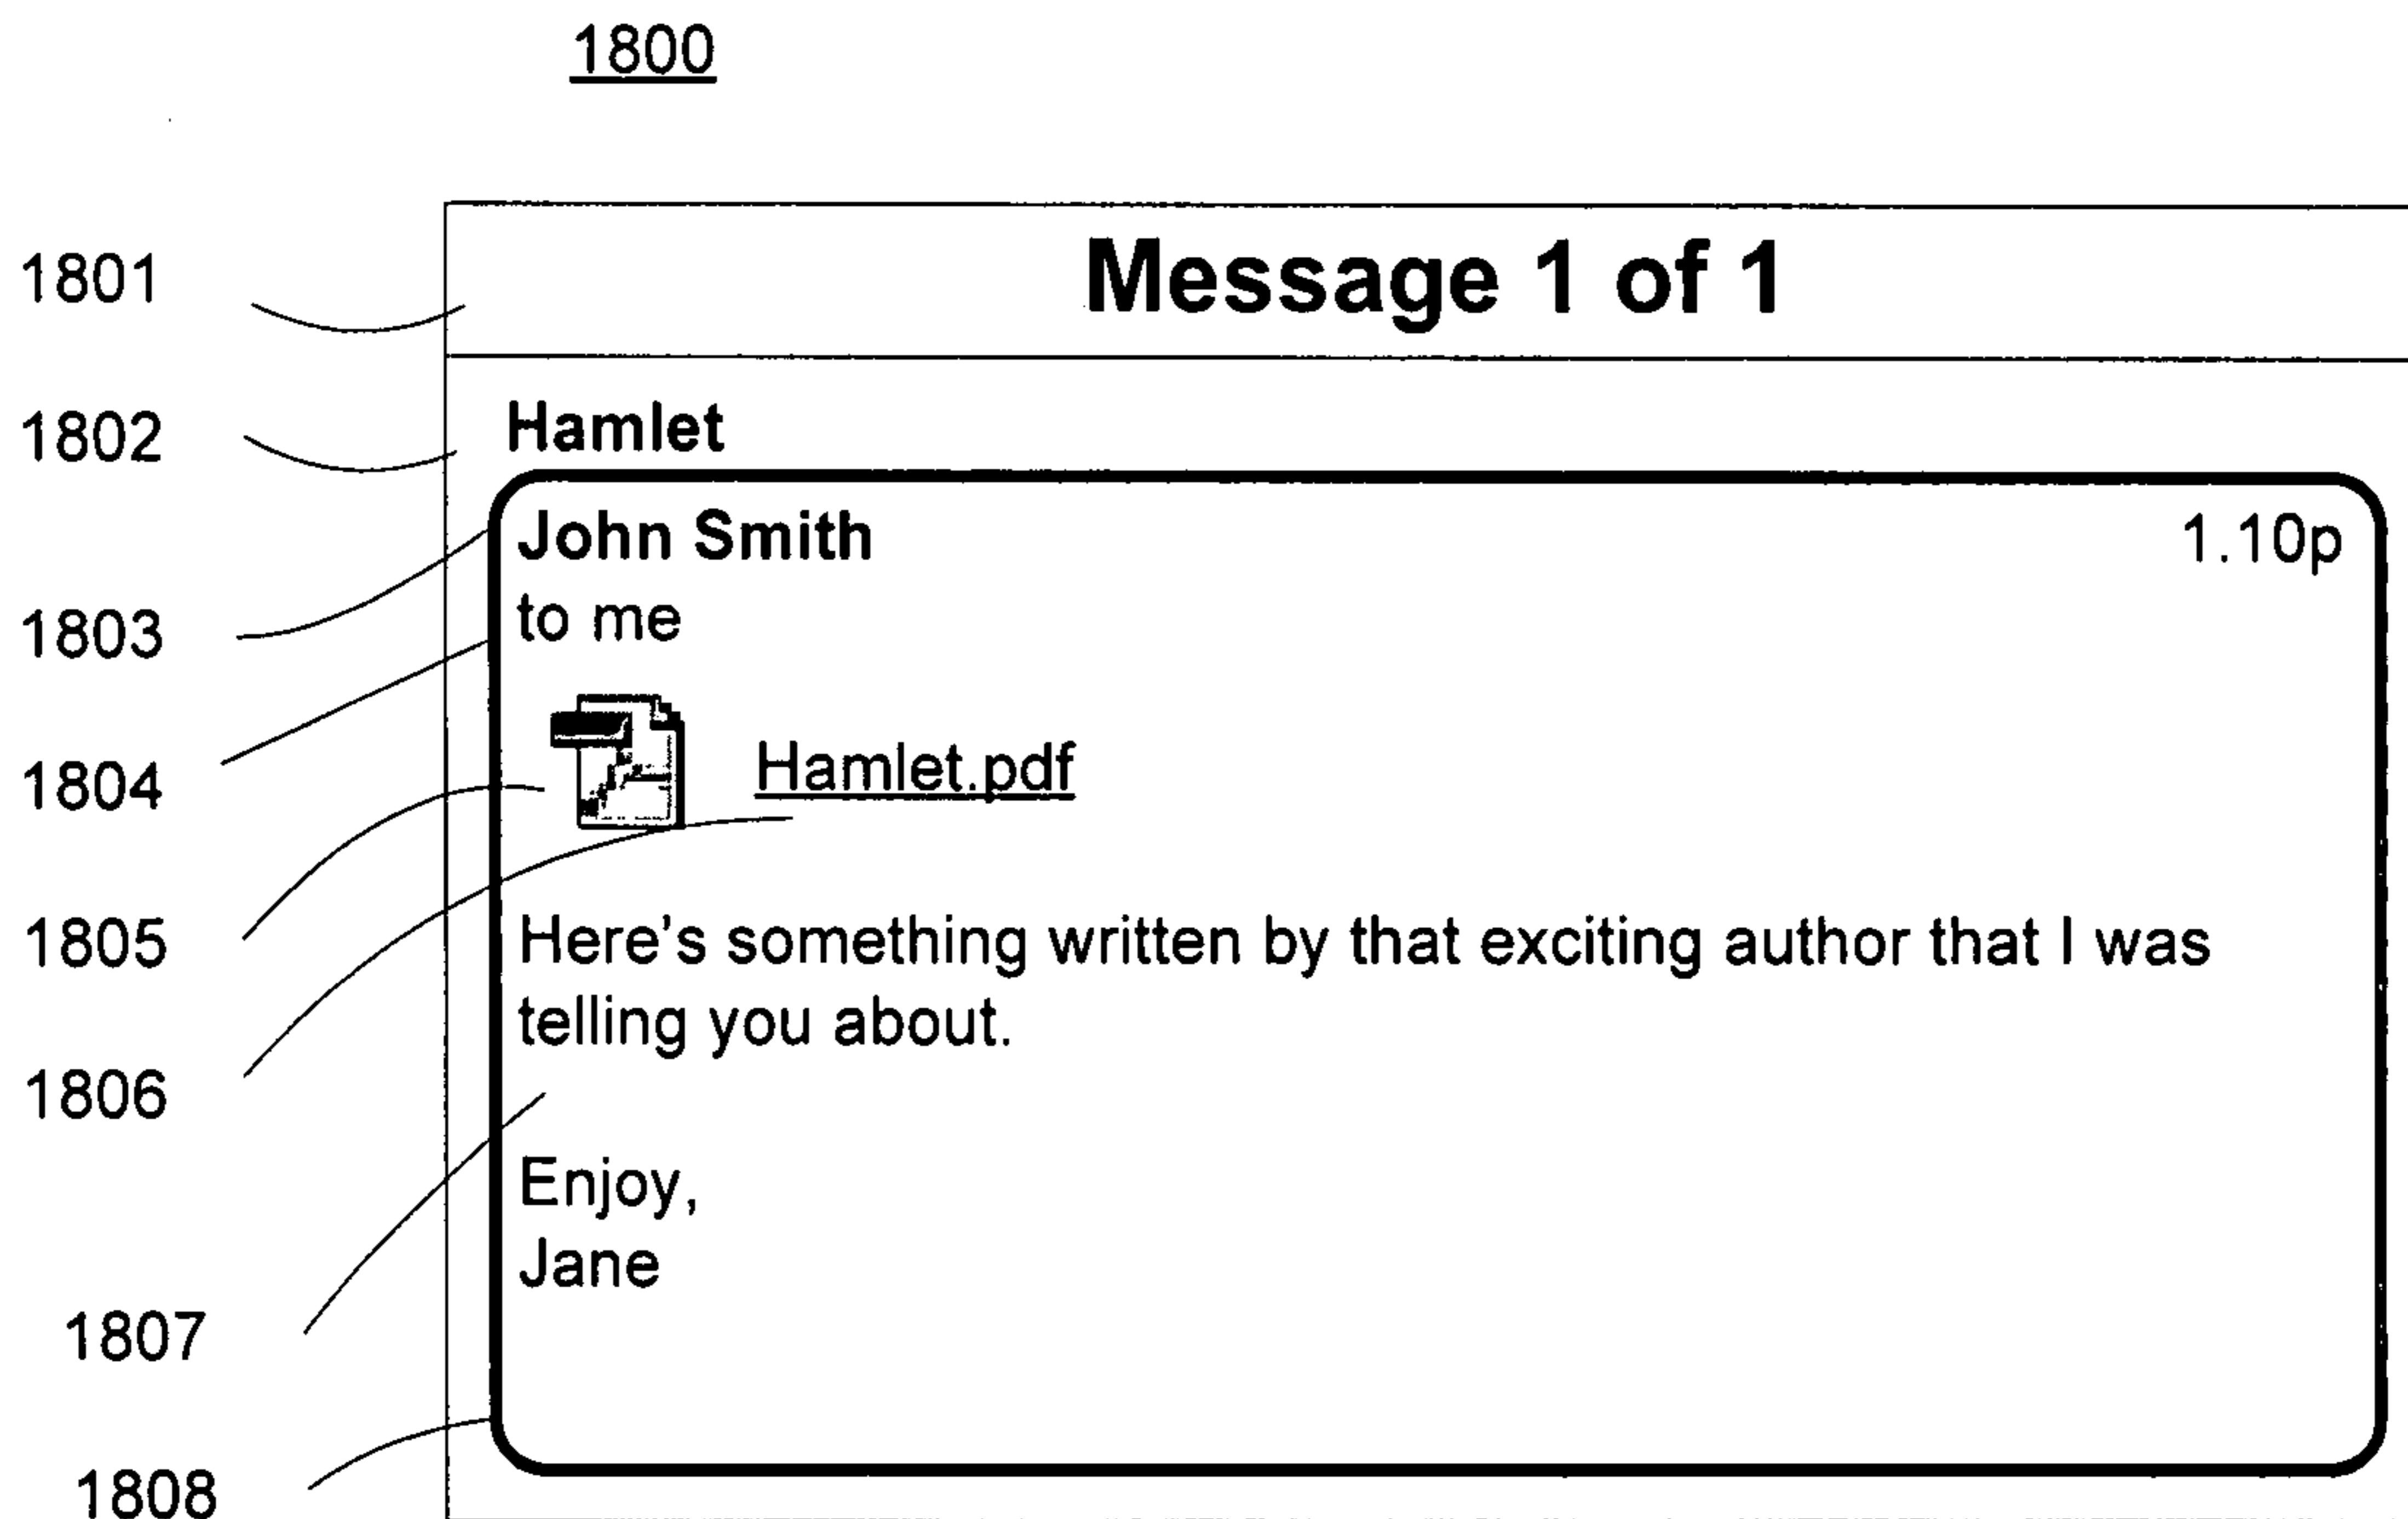 1800
1801
Message 1 of 1
1802
Hamlet
John Smith
1.10p
1803
to me
1804
Hamlet.pdf
1805
Here's something written by that exciting author that I was
telling you about.
1806
Enjoy,
Jane
1807
1808